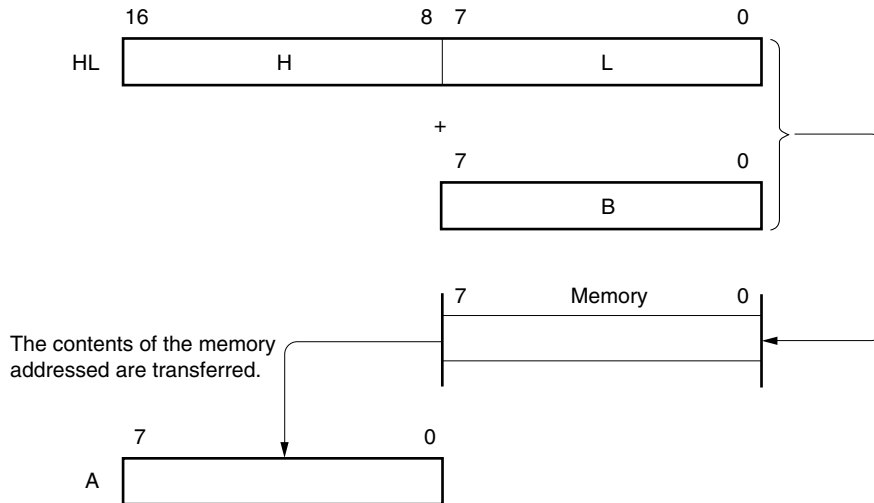 16 8 7 0
HL H L
+
7 0
B
7 Memory 0
The contents of the memory
addressed are transferred.
7 0
A